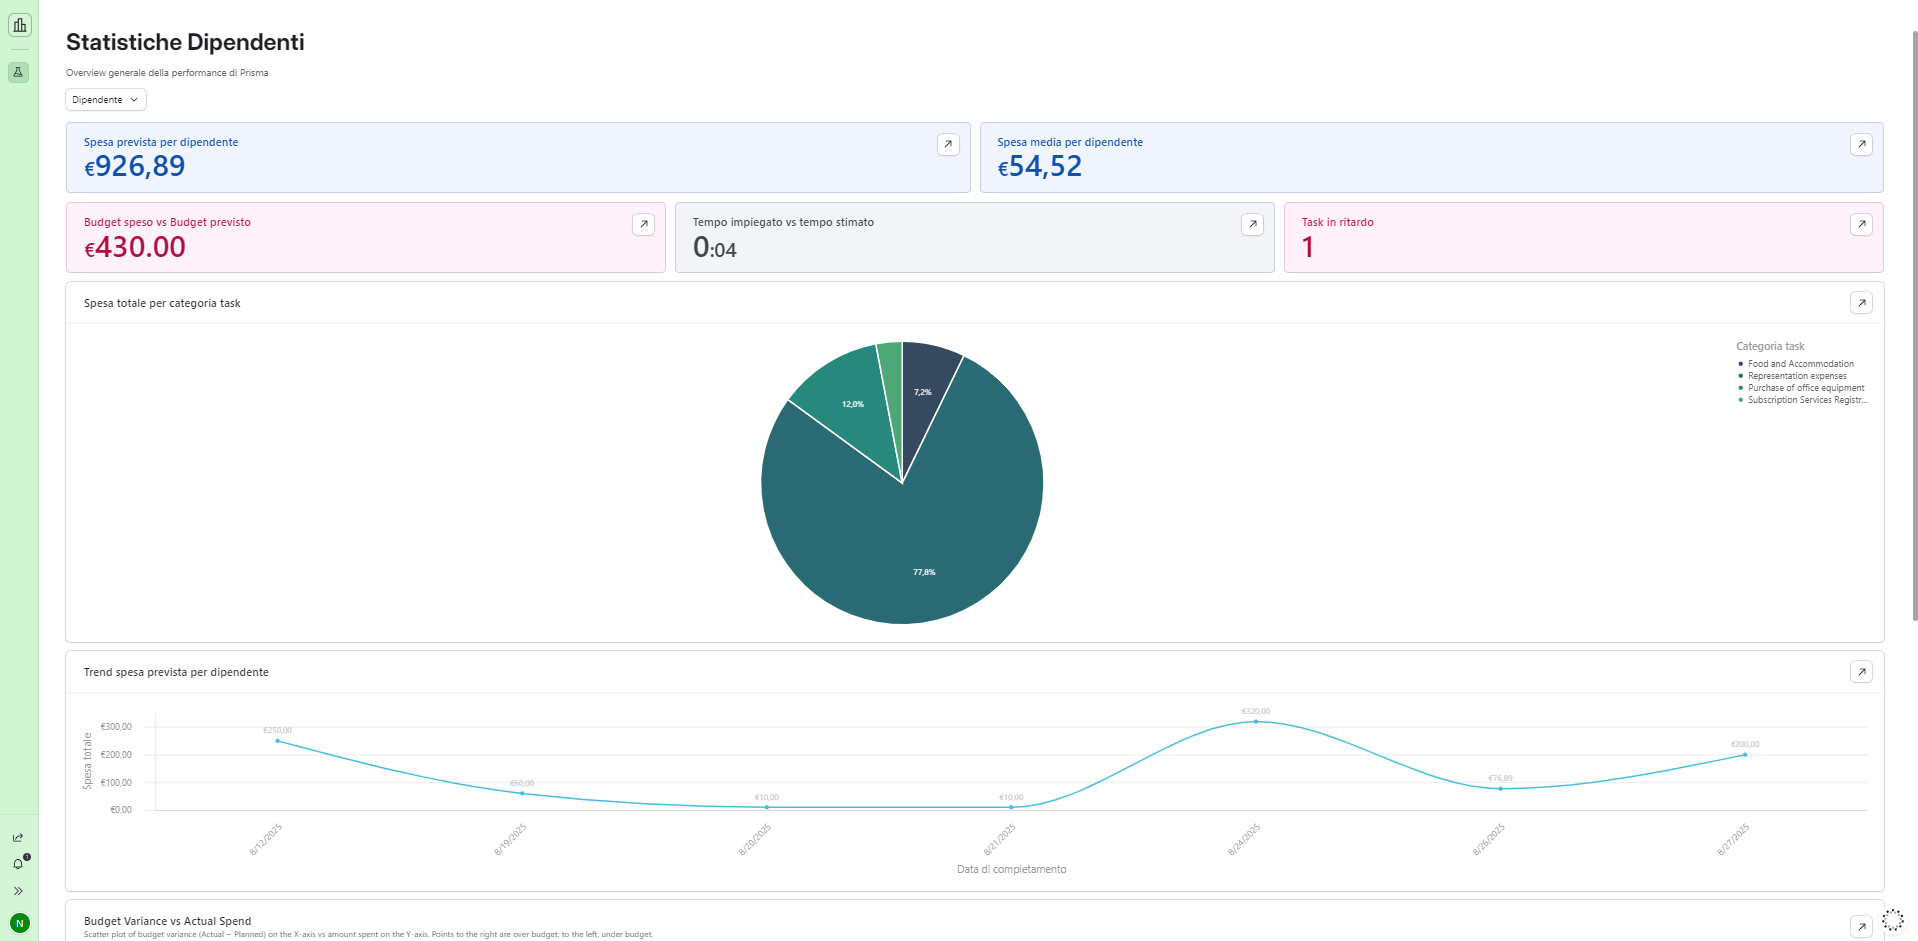 Statistiche Dipendenti
Overview generale della performance di Prisma
Dipendente
Spesa prevista per dipendente
€926,89
Spesa media per dipendente
€54,52
Budget speso vs Budget previsto
€430.00
Tempo impiegato vs tempo stimato
0:04
Task in ritardo
1
Spesa totale per categoria task
7,2%
12,0%
77,8%
Categoria task
Food and Accommodation
Representation expenses
Purchase of office equipment
Subscription Services Registr...
Trend spesa prevista per dipendente
Spesa totale
€300,00
€200,00
€100,00
€0,00
€250,00
€60,00
€10,00
€10,00
€320,00
€76,89
€200,00
8/12/2025
8/19/2025
8/20/2025
8/21/2025
8/24/2025
8/26/2025
8/27/2025
Data di completamento
Budget Variance vs Actual Spend
Scatter plot of budget variance (Actual − Planned) on the X-axis vs amount spent on the Y-axis. Points to the right are over budget; to the left, under budget.
1
N